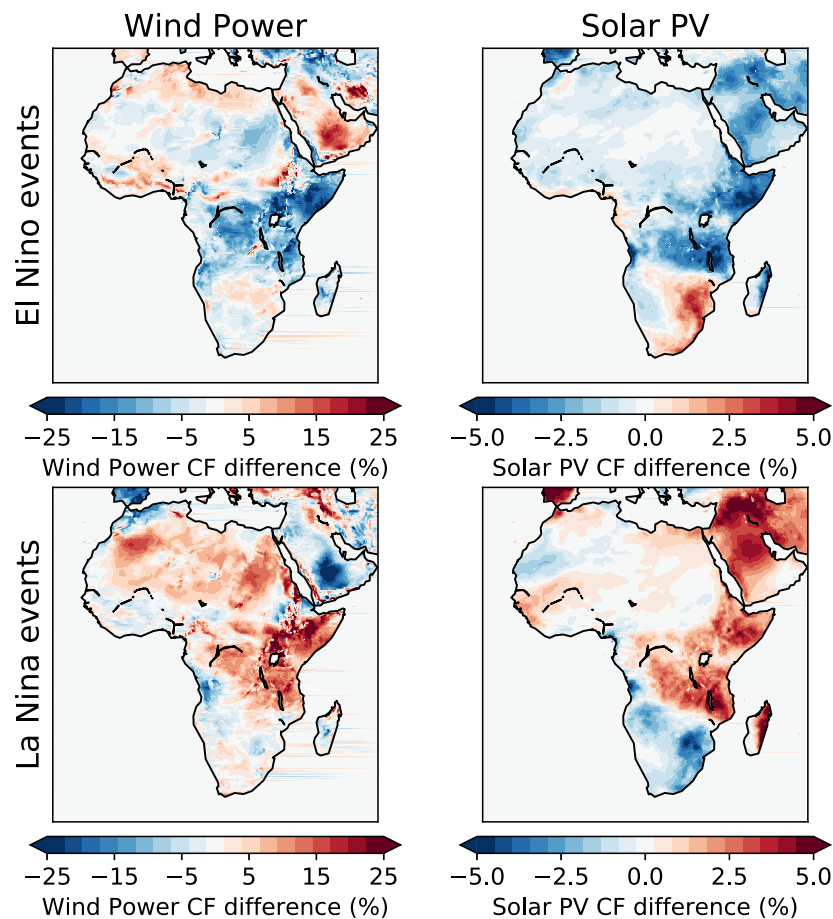 Wind Power
Solar PV
El Nino events
−25 −15 −5 5 15 25
Wind Power CF difference (%)
−5.0 −2.5 0.0 2.5 5.0
Solar PV CF difference (%)
La Nina events
−25 −15 −5 5 15 25
Wind Power CF difference (%)
−5.0 −2.5 0.0 2.5 5.0
Solar PV CF difference (%)